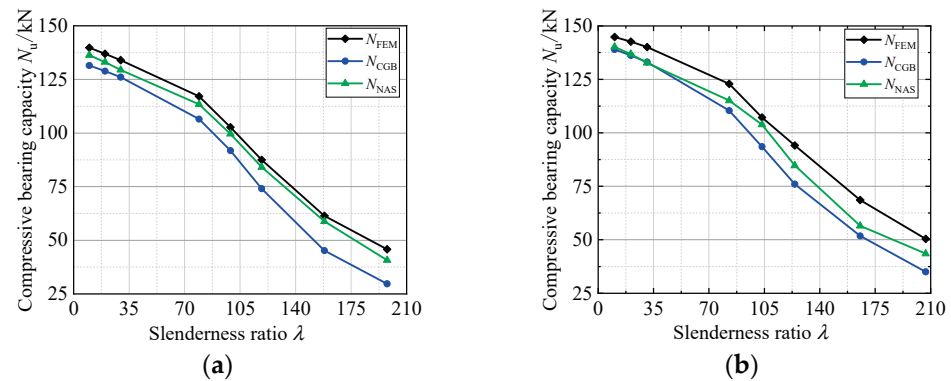 Compressive bearing capacity Nu/kN
150
125
100
75
50
25
0 35 70 105 140 175 210
Slenderness ratio λ
NFEM
NCGB
NNAS
(a)
Compressive bearing capacity Nu/kN
150
125
100
75
50
25
0 35 70 105 140 175 210
Slenderness ratio λ
NFEM
NCGB
NNAS
(b)